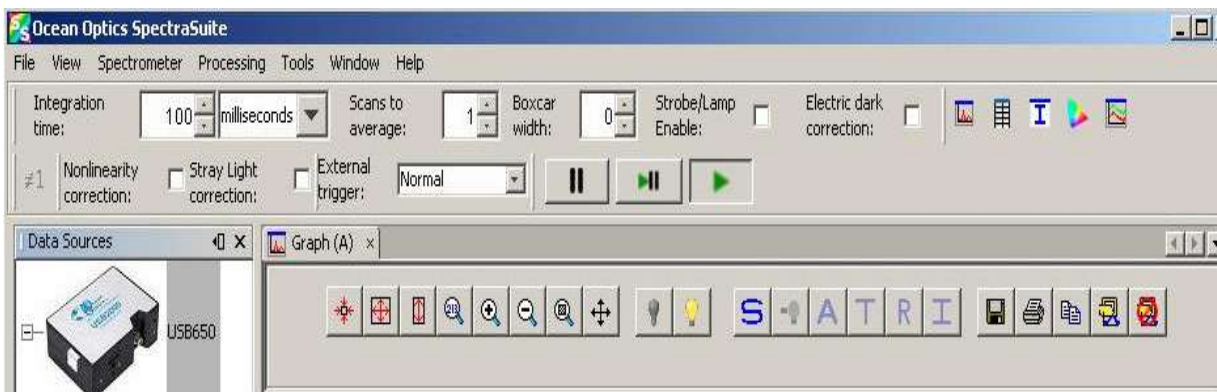 Ocean Optics SpectraSuite
File View Spectrometer Processing Tools Window Help
Integration time: 100 milliseconds Scans to average: 1 Boxcar width: 0 Strobe/Lamp Enable: Electric dark correction:
≠1 Nonlinearity correction: Stray Light correction: External trigger: Normal
Data Sources Graph (A)
USB650
S A T R I